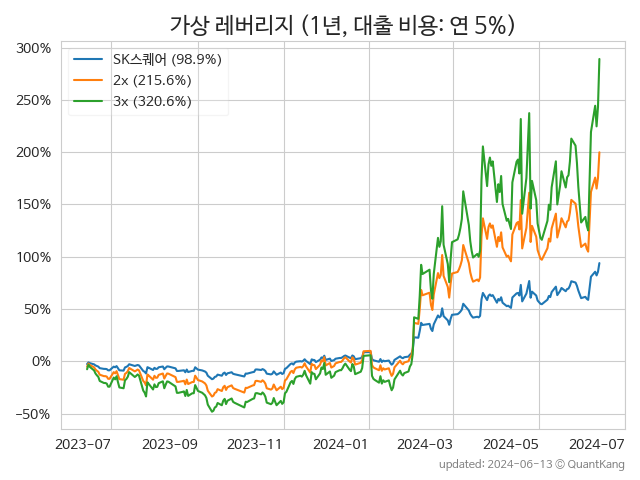 가상 레버리지 (1년, 대출 비용: 연 5%)
SK스퀘어 (98.9%)
2x (215.6%)
3x (320.6%)
300%
250%
200%
150%
100%
50%
0%
−50%
2023-07 2023-09 2023-11 2024-01 2024-03 2024-05 2024-07
updated: 2024-06-13 © QuantKang